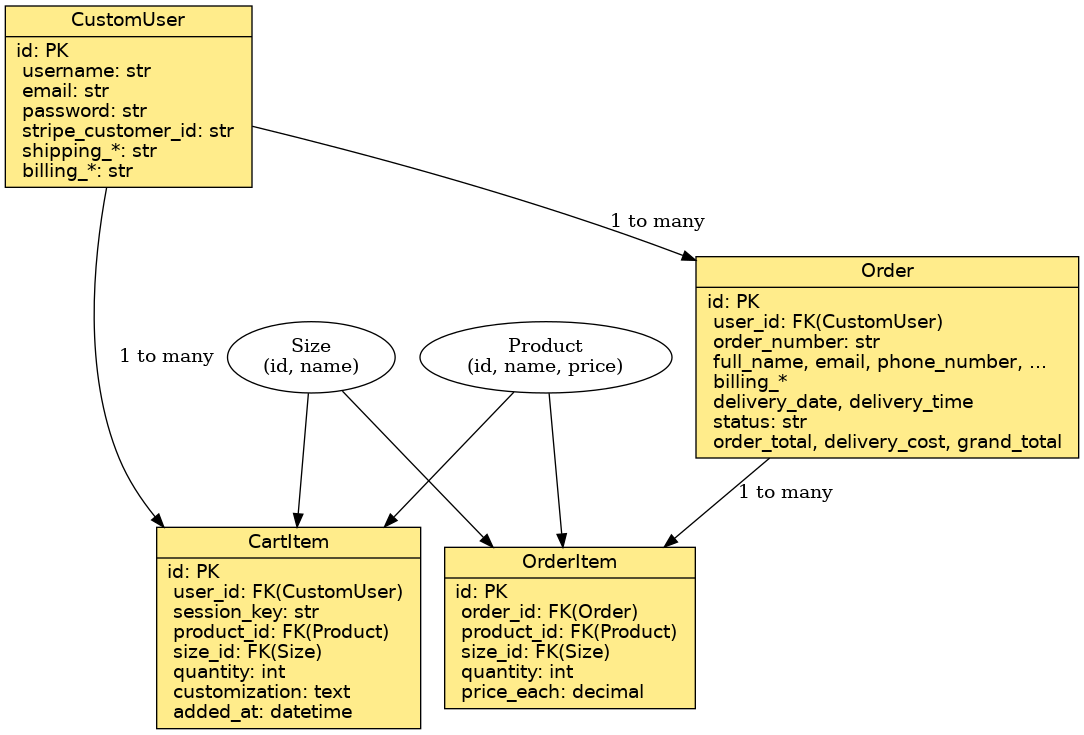 CustomUser
id: PK
username: str
email: str
password: str
stripe_customer_id: str
shipping_*: str
billing_*: str
1 to many
Order
id: PK
user_id: FK(CustomUser)
order_number: str
full_name, email, phone_number, ...
billing_*
delivery_date, delivery_time
status: str
order_total, delivery_cost, grand_total
1 to many
Size
(id, name)
Product
(id, name, price)
1 to many
CartItem
id: PK
user_id: FK(CustomUser)
session_key: str
product_id: FK(Product)
size_id: FK(Size)
quantity: int
customization: text
added_at: datetime
OrderItem
id: PK
order_id: FK(Order)
product_id: FK(Product)
size_id: FK(Size)
quantity: int
price_each: decimal